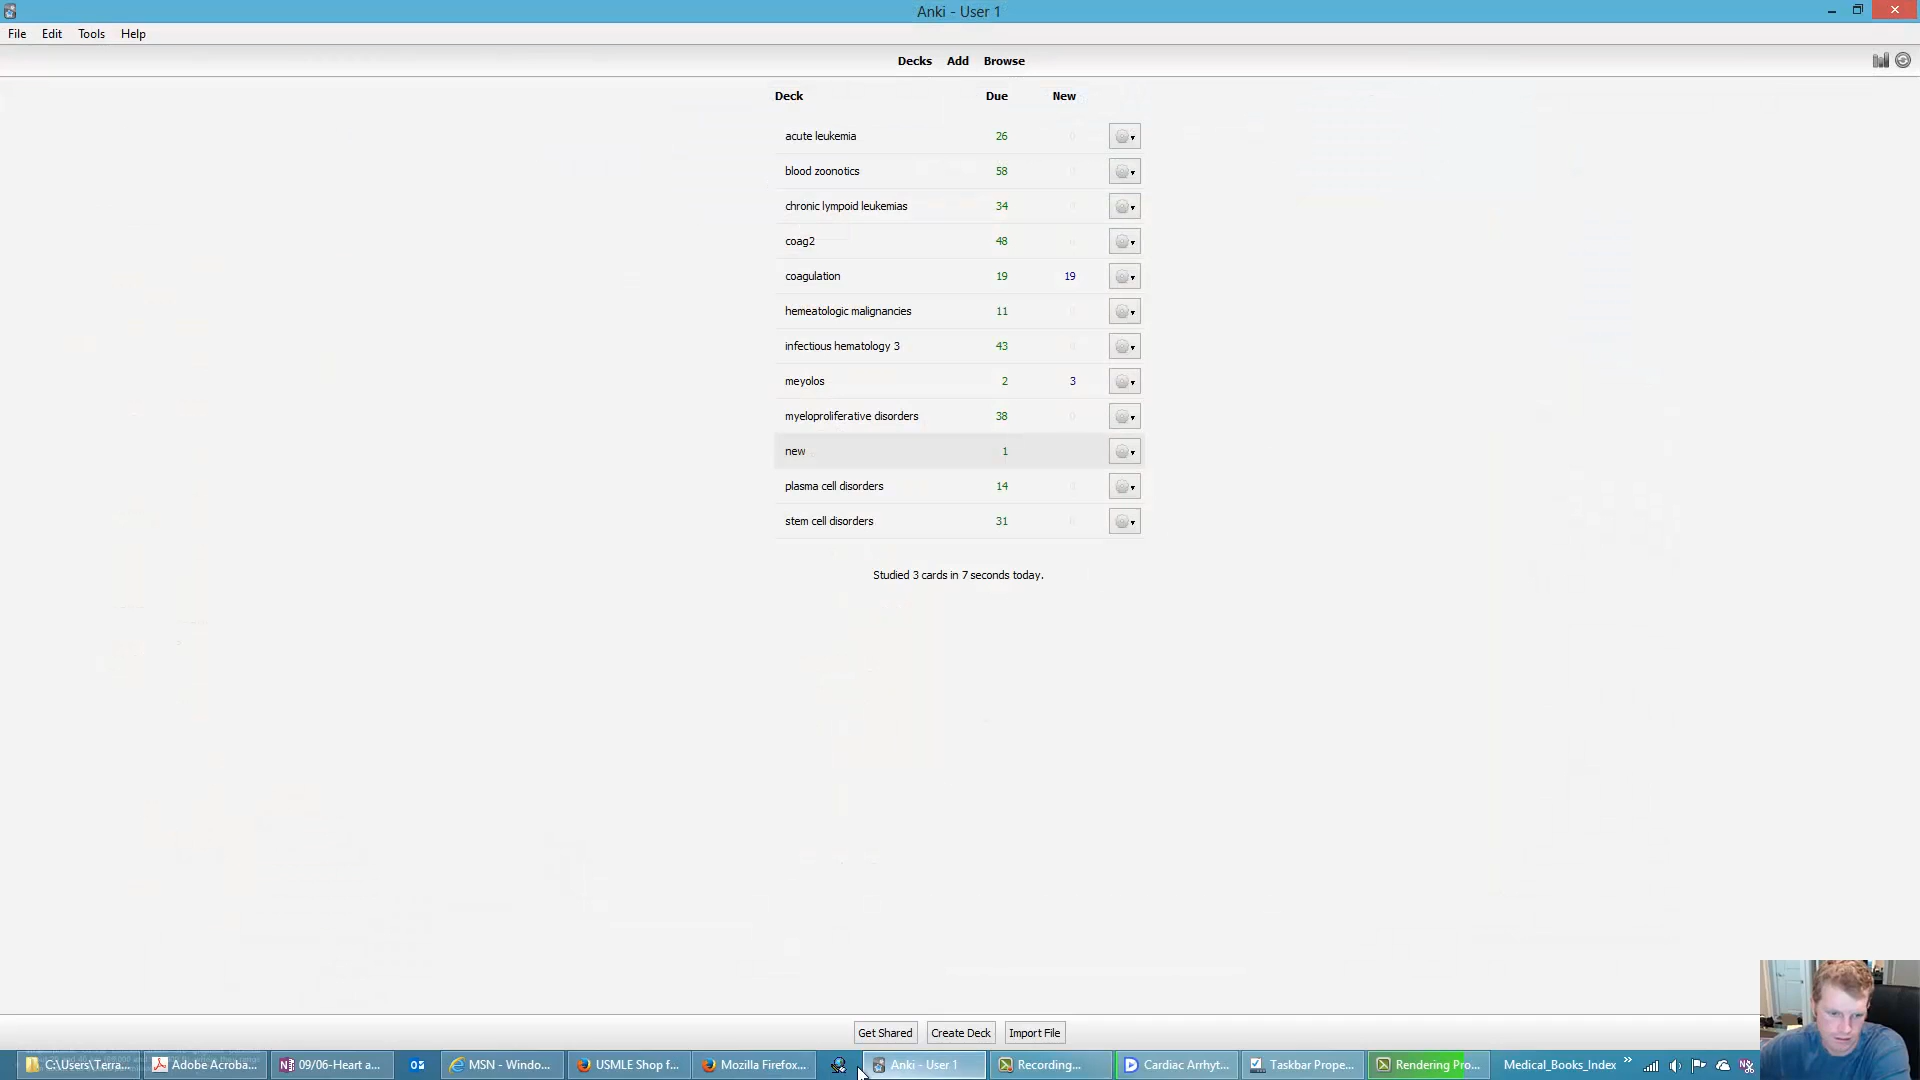 Anki - User 1
File Edit Tools Help
Decks Add Browse
Deck Due New
acute leukemia 26 0
blood zoonotics 58
chronic lympoid leukemias 34
coag2 48
coagulation 19 19
hemeatologic malignancies 11
infectious hematology 3 43
meyolos 2 3
myeloproliferative disorders 38 0
new 1
plasma cell disorders 14
stem cell disorders 31
Studied 3 cards in 7 seconds today.
Get Shared Create Deck Import File
C:\Users\Terra... Adobe Acroba... 09/06-Heart a... MSN - Windo... USMLE Shop f... Mozilla Firefox... Anki - User 1 Recording... Cardiac Arrhyt... Taskbar Prope... Rendering Pro... Medical_Books_Index